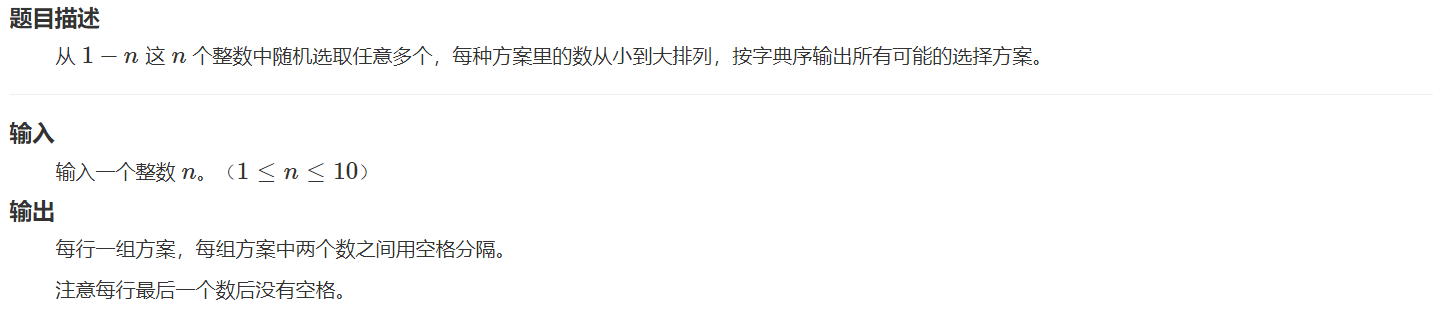 题目描述
从 1 − n 这 n 个整数中随机选取任意多个，每种方案里的数从小到大排列，按字典序输出所有可能的选择方案。
输入
输入一个整数 n。（1 ≤ n ≤ 10）
输出
每行一组方案，每组方案中两个数之间用空格分隔。
注意每行最后一个数后没有空格。